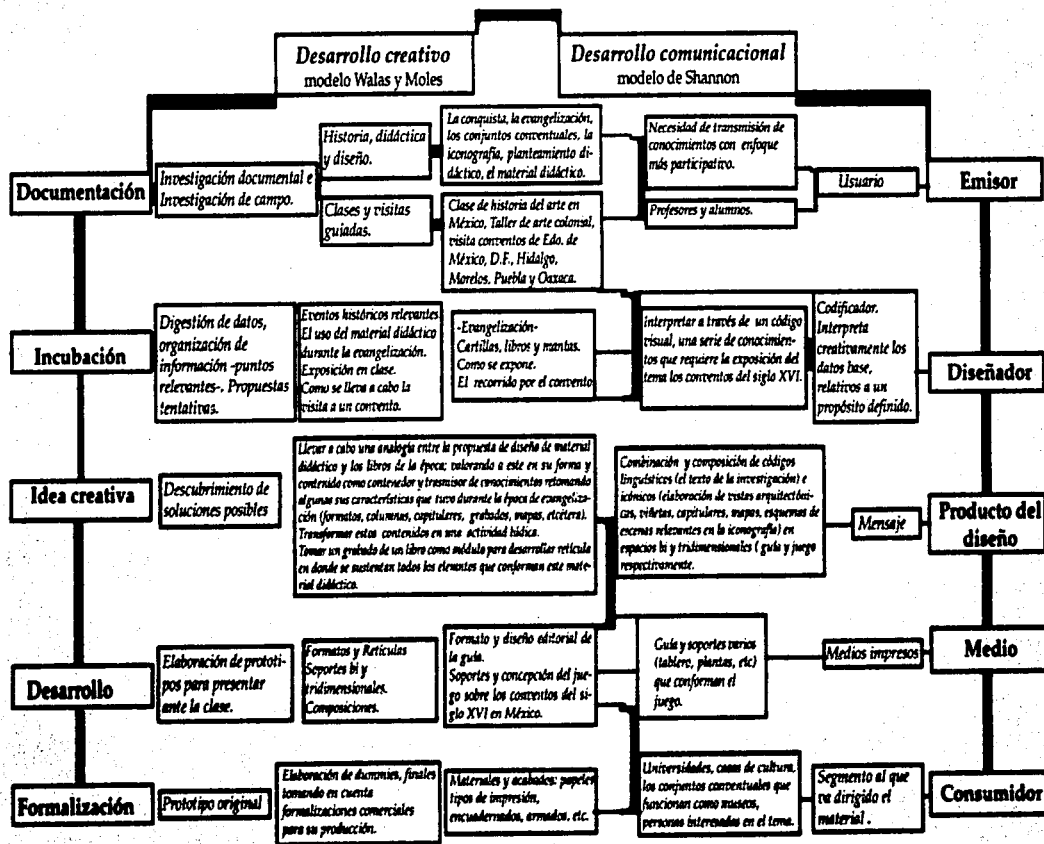 Desarrollo creativo
modelo Walas y Moles
Desarrollo comunicacional
modelo de Shannon
Documentación
Investigación documental e
Investigación de campo.
Historia, didáctica
y diseño.
Clases y visitas
guiadas.
La conquista, la evangelización,
los conjuntos conventuales, la
iconografía, planteamiento di-
dáctico, el material didáctico.
Clase de historia del arte en
México, Taller de arte colonial,
visita conventos de Edo. de
México, D.F., Hidalgo,
Morelos, Puebla y Oaxaca.
Necesidad de transmisión de
conocimientos con enfoque
más participativo.
Profesores y alumnos.
Usuario
Emisor
Incubación
Digestión de datos,
organización de
información -puntos
relevantes-. Propuestas
tentativas.
Eventos históricos relevantes.
El uso del material didáctico
durante la evangelización.
Exposición en clase.
Como se lleva a cabo la
visita a un convento.
-Evangelización-
Cartillas, libros y mantas.
Como se expone.
El recorrido por el convento
interpretar a través de un código
visual, una serie de conocimien-
tos que requiere la exposición del
tema los conventos del siglo XVI.
Codificador.
Interpreta
creativamente los
datos base,
relativos a un
propósito definido.
Diseñador
Idea creativa
Descubrimiento de
soluciones posibles
Llevar a cabo una analogía entre la propuesta de diseño de material
didáctico y los libros de la época; valorando a este en su forma y
contenido como contenedor y trasmisor de conocimientos retomando
algunas sus características que tuvo durante la época de evangeliza-
ción (formatos, columnas, capitulares, grabados, mapas, etcétera).
Transformar estos contenidos en una actividad lúdica.
Tomar un grabado de un libro como módulo para desarrollar retícula
en donde se sustentan todos los elentos que conforman este mate-
rial didáctico.
Combinación y composición de códigos
linguísticos (el texto de la investigación) e
icónicos (elaboración de vistas arquitectóni-
cas, viñetas, capitulares, mapas, esquemas de
escenas relevantes en la iconografía) en
espacios bi y tridimensionales ( guía y juego
respectivamente.
Mensaje
Producto del
diseño
Desarrollo
Elaboración de prototi-
pos para presentar
ante la clase.
Formatos y Retículas
Soportes bi y
tridimensionales.
Composiciones.
Formato y diseño editorial de
la guía.
Soportes y concepción del jue-
go sobre los conventos del si-
glo XVI en México.
Guía y soportes varios
(tablero, plantas, etc)
que conforman el
juego.
Medios impresos
Medio
Formalización
Prototipo original
Elaboración de dummies, finales
tomando en cuenta
formalizaciones comerciales
para su producción.
Materiales y acabados: papeles
tipos de impresión,
encuadernados, armados, etc.
Universidades, casas de cultura,
los conjuntos conventuales que
funcionan como museos,
personas interesadas en el tema.
Segmento al que
va dirigido el
material .
Consumidor